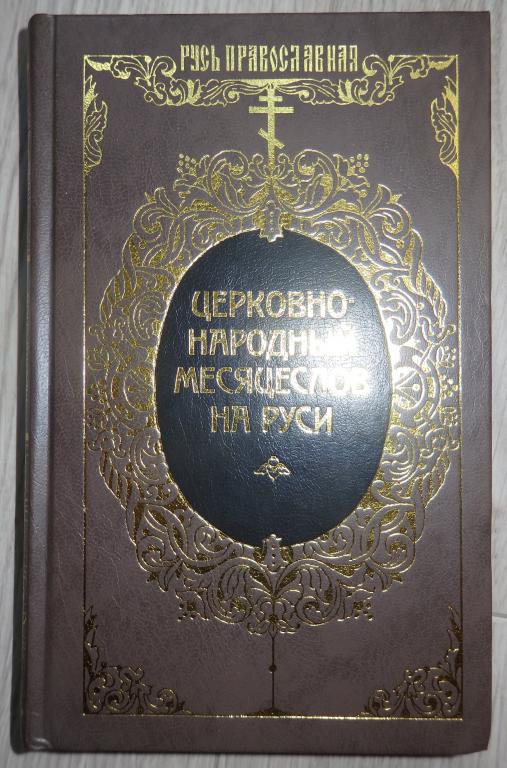 РУСЬ ПРАВОСЛАВНАЯ
ЦЕРКОВНО-
НАРОДНЫЙ
МЕСЯЦЕСЛОВ
НА РУСИ